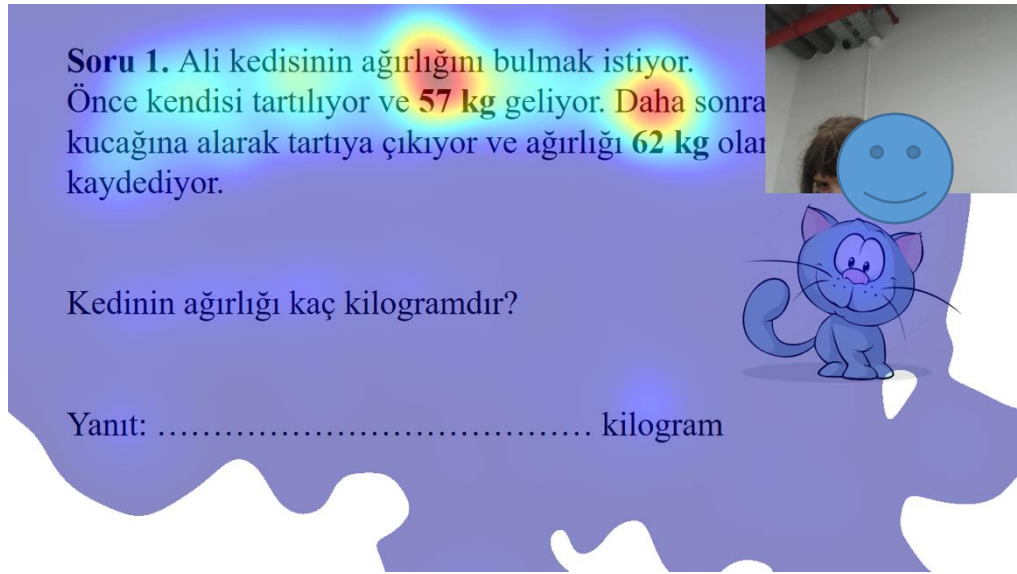 Soru 1. Ali kedisinin ağırlığını bulmak istiyor.
Önce kendisi tartılıyor ve 57 kg geliyor. Daha sonra
kucağına alarak tartıya çıkıyor ve ağırlığı 62 kg
kaydediyor.
Kedinin ağırlığı kaç kilogramdır?
Yanıt: ………………………………… kilogram